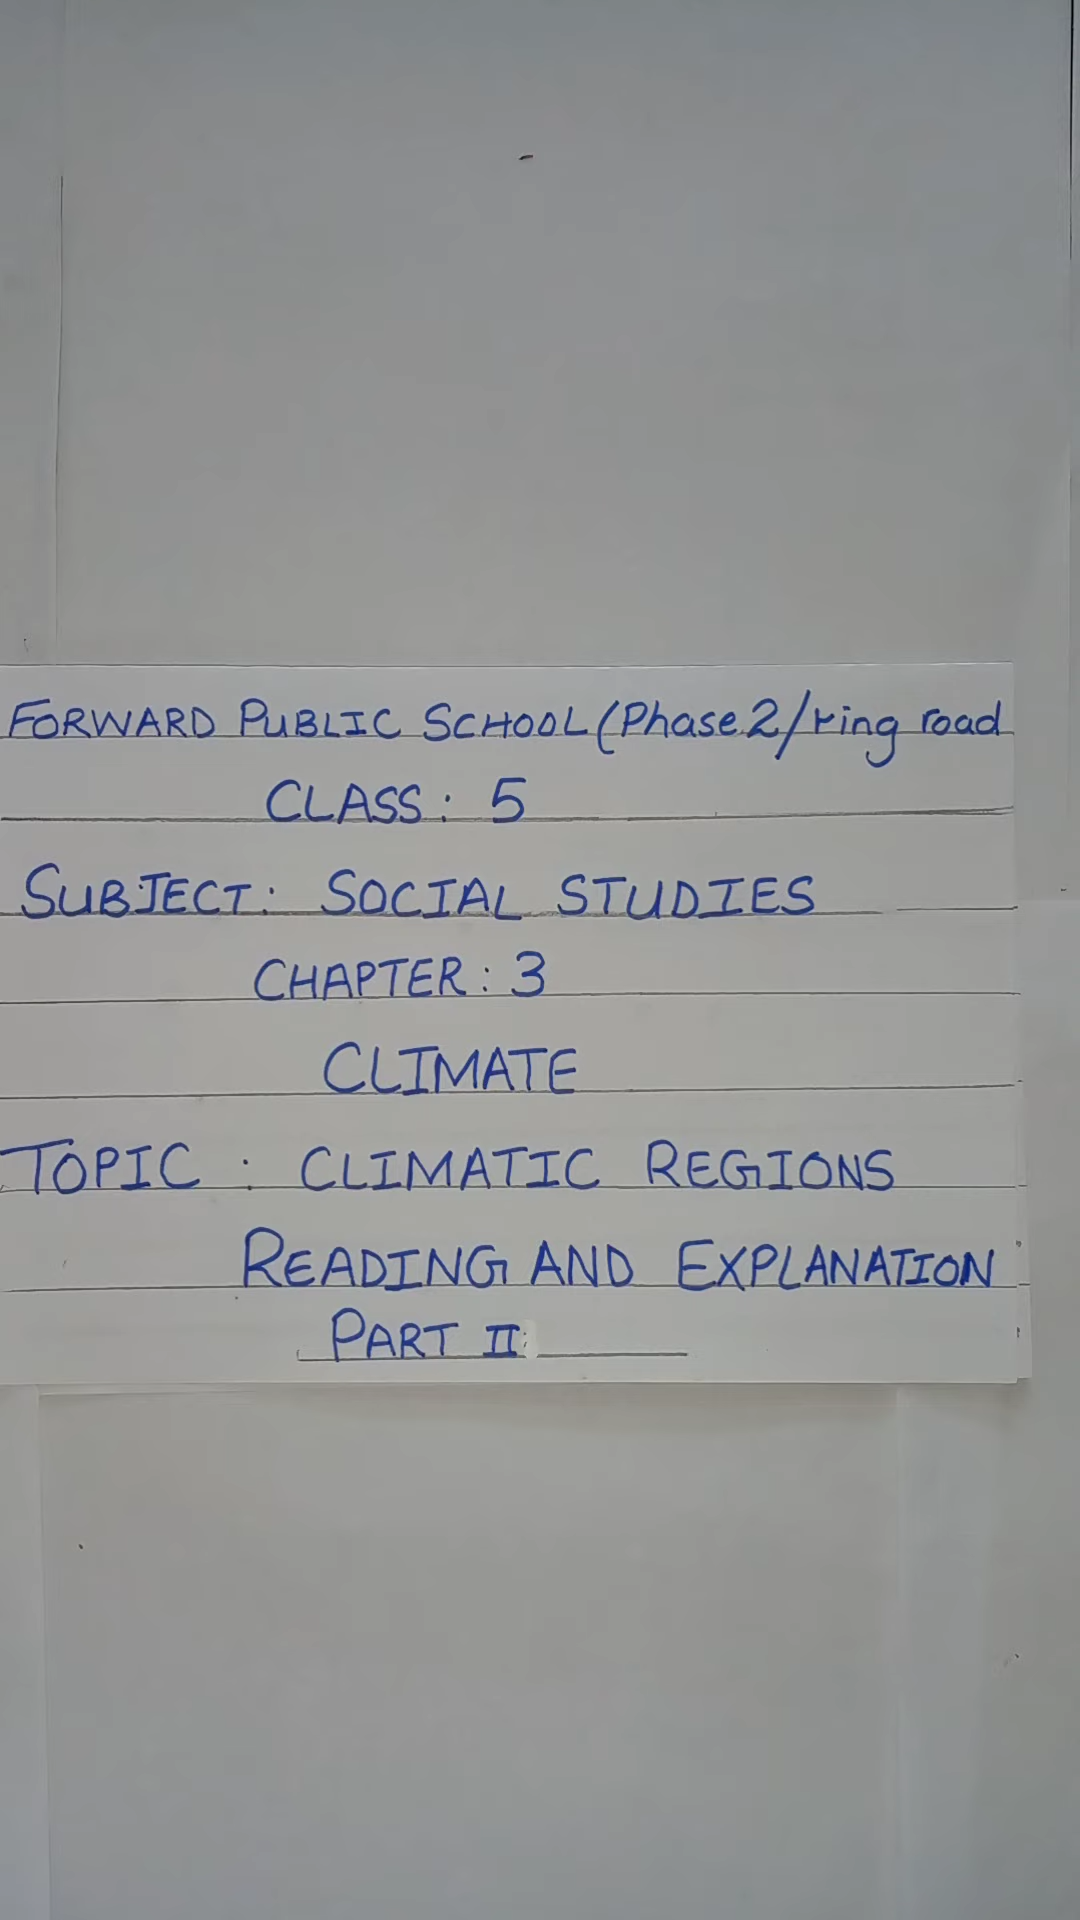 FORWARD PUBLIC SCHOOL (Phase 2/ring road
CLASS: 5
SUBJECT: SOCIAL STUDIES
CHAPTER: 3
CLIMATE
TOPIC : CLIMATIC REGIONS
READING AND EXPLANATION
PART II